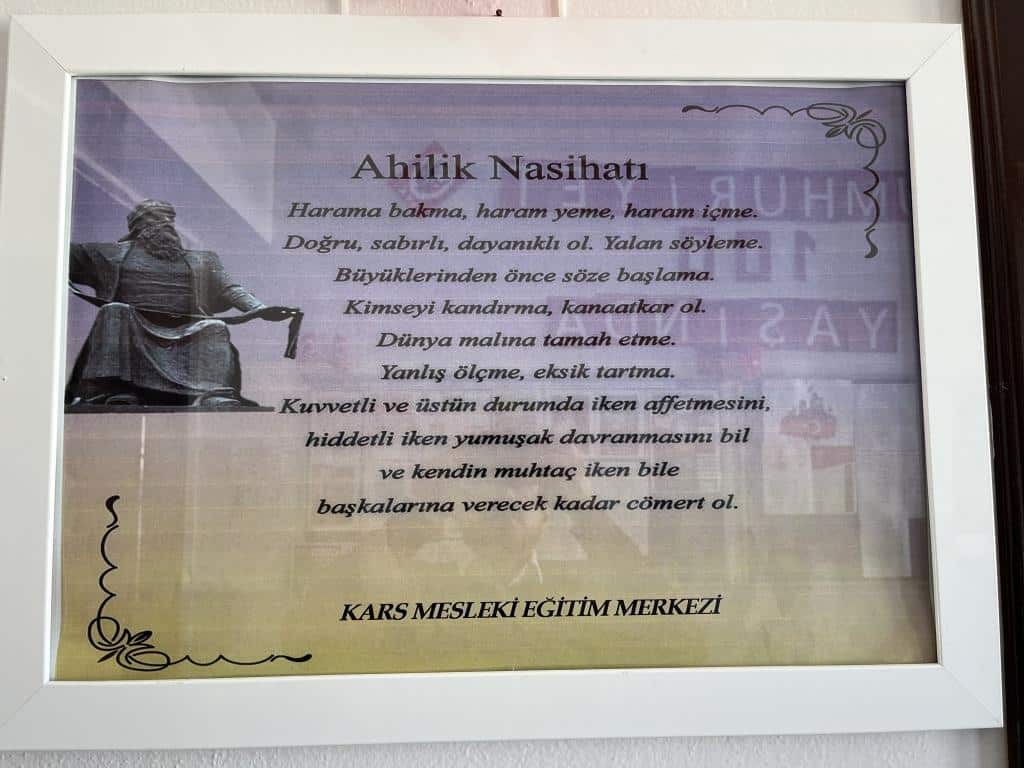 Ahilik Nasihatı
Harama bakma, haram yeme, haram içme.
Doğru, sabırlı, dayanıklı ol. Yalan söyleme.
Büyüklerinden önce söze başlama.
Kimseyi kandırma, kanaatkar ol.
Dünya malına tamah etme.
Yanlış ölçme, eksik tartma.
Kuvvetli ve üstün durumda iken affetmesini,
hiddetli iken yumuşak davranmasını bil
ve kendin muhtaç iken bile
başkalarına verecek kadar cömert ol.
KARS MESLEKİ EĞİTİM MERKEZİ